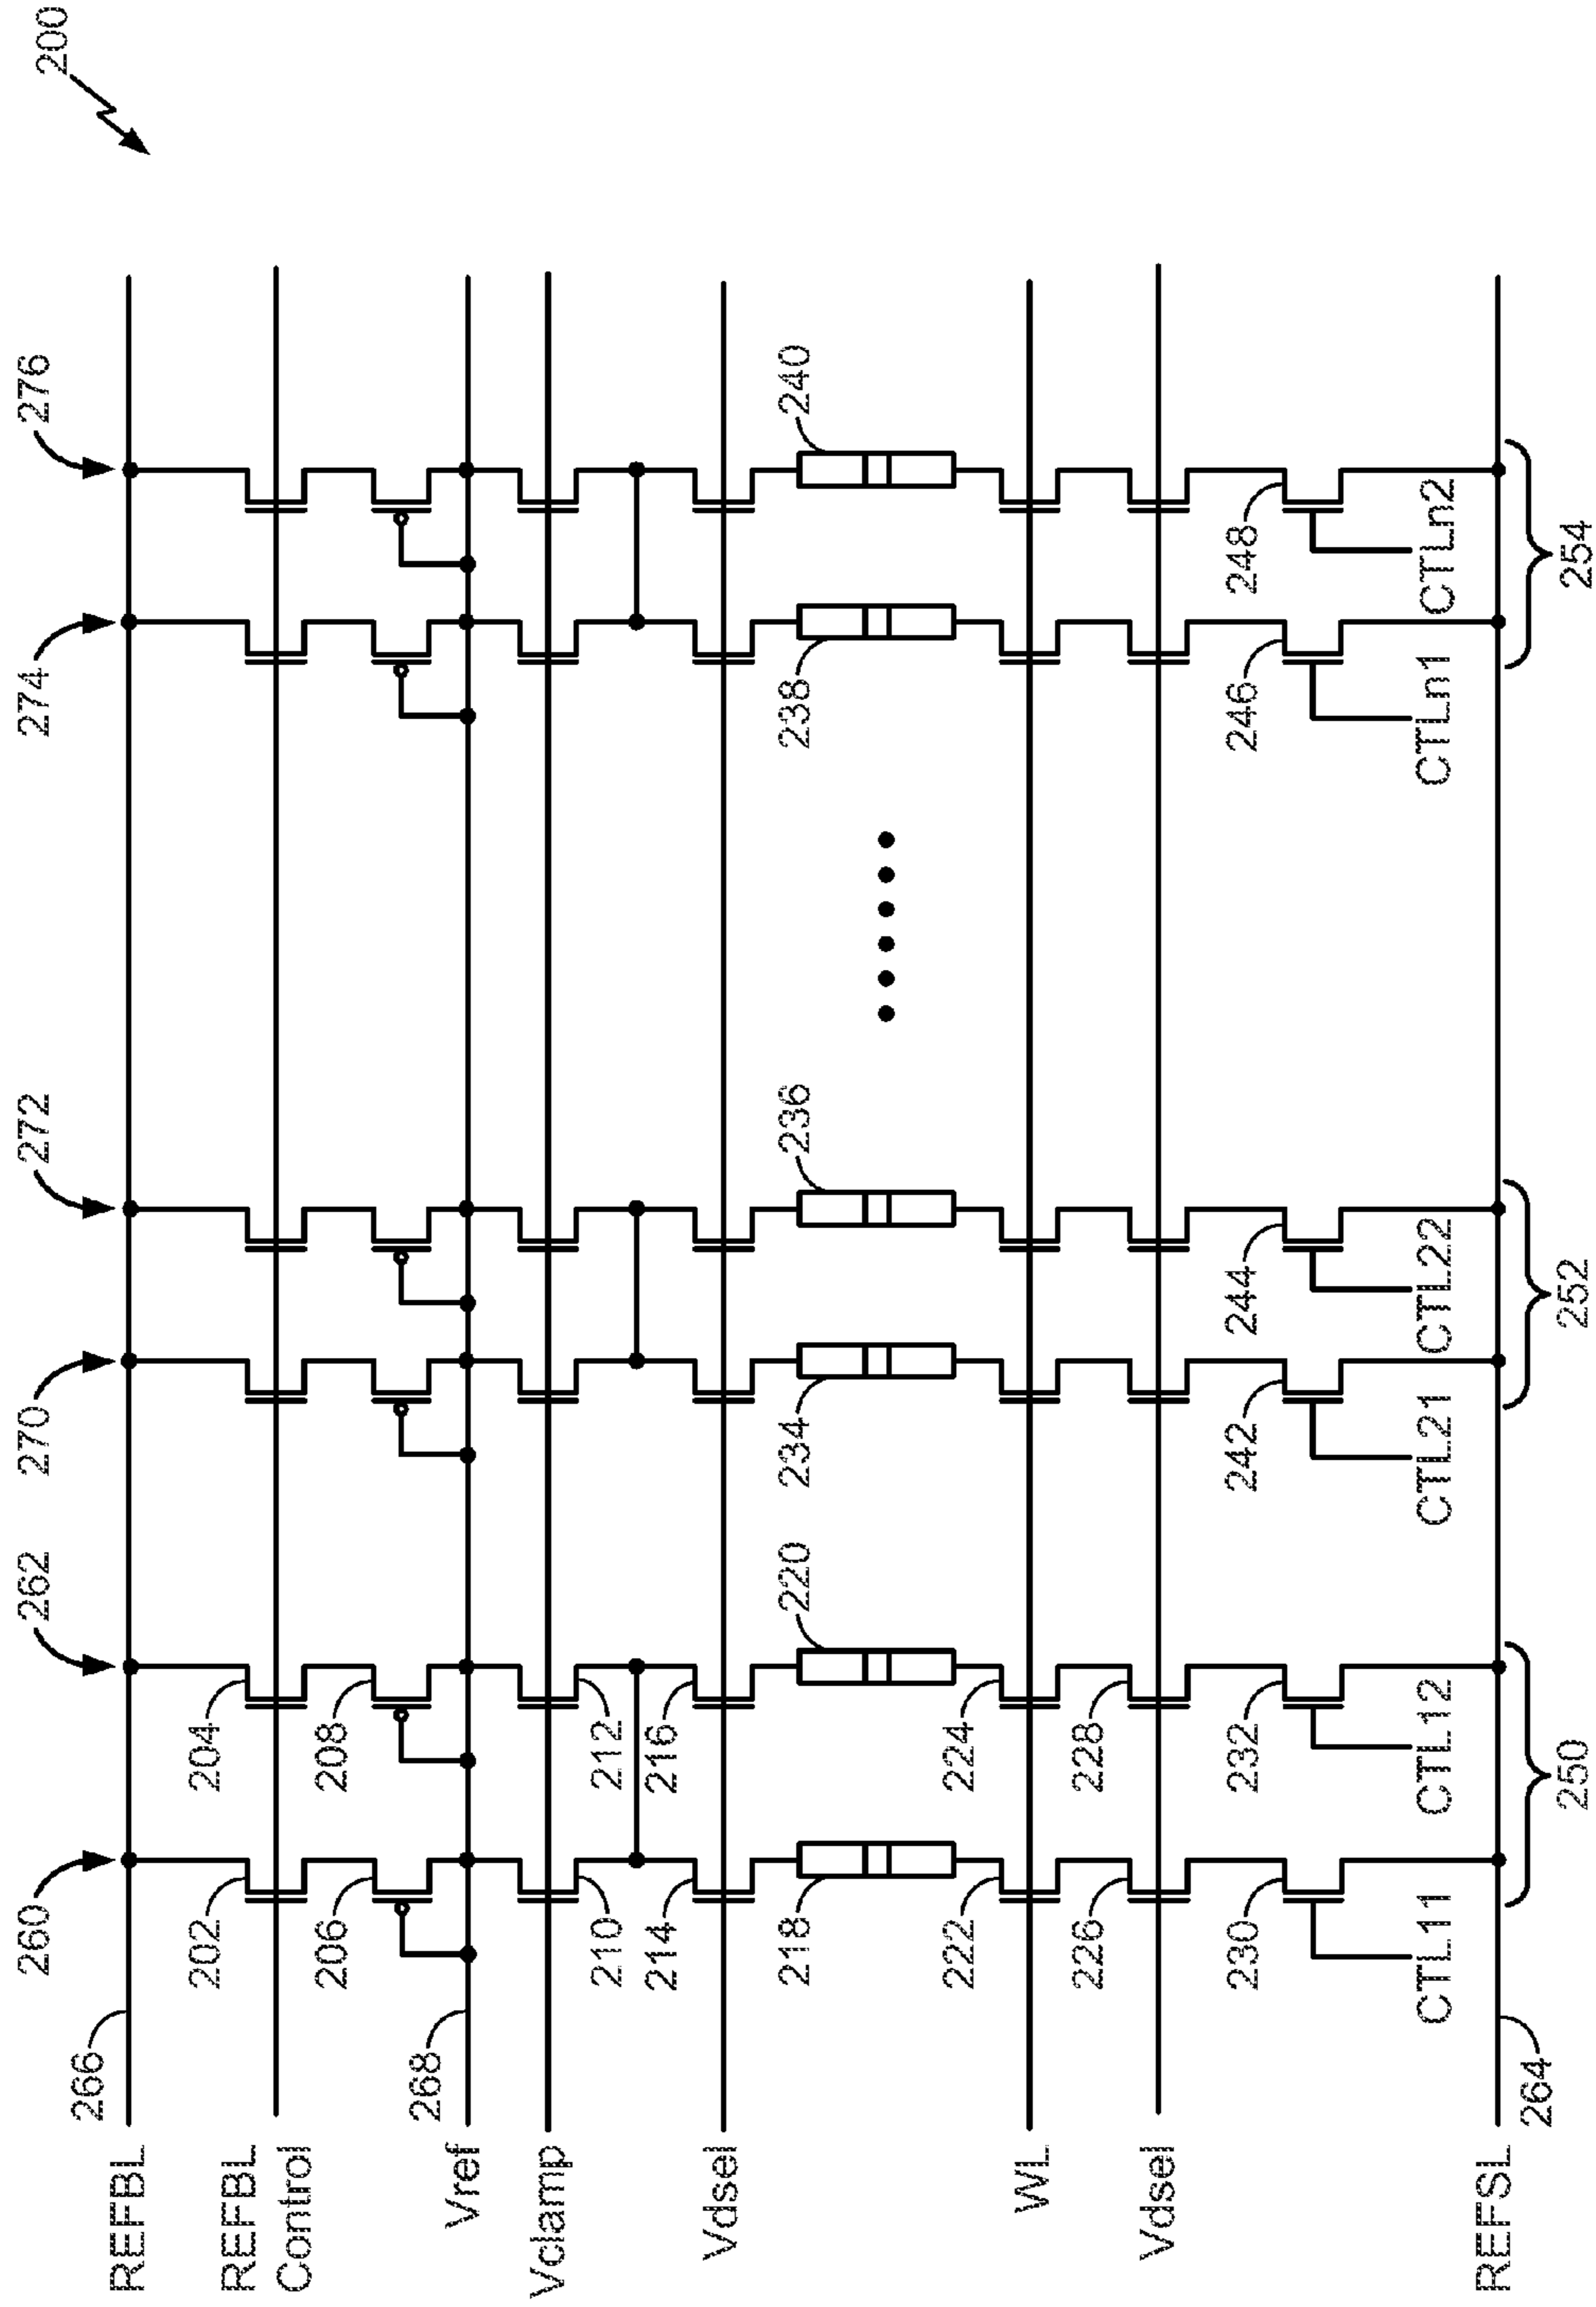 200
260
262
270
272
274
276
266
REFBL
202
204
REFBL
Control
206
208
268
Vref
Vclamp
210
212
214
216
Vdsel
218
220
234
236
238
240
222
224
WL
226
228
Vdsel
230
232
242
244
246
248
CTL11
CTL12
CTL21
CTL22
CTLn1
CTLn2
REFSL
264
250
252
254